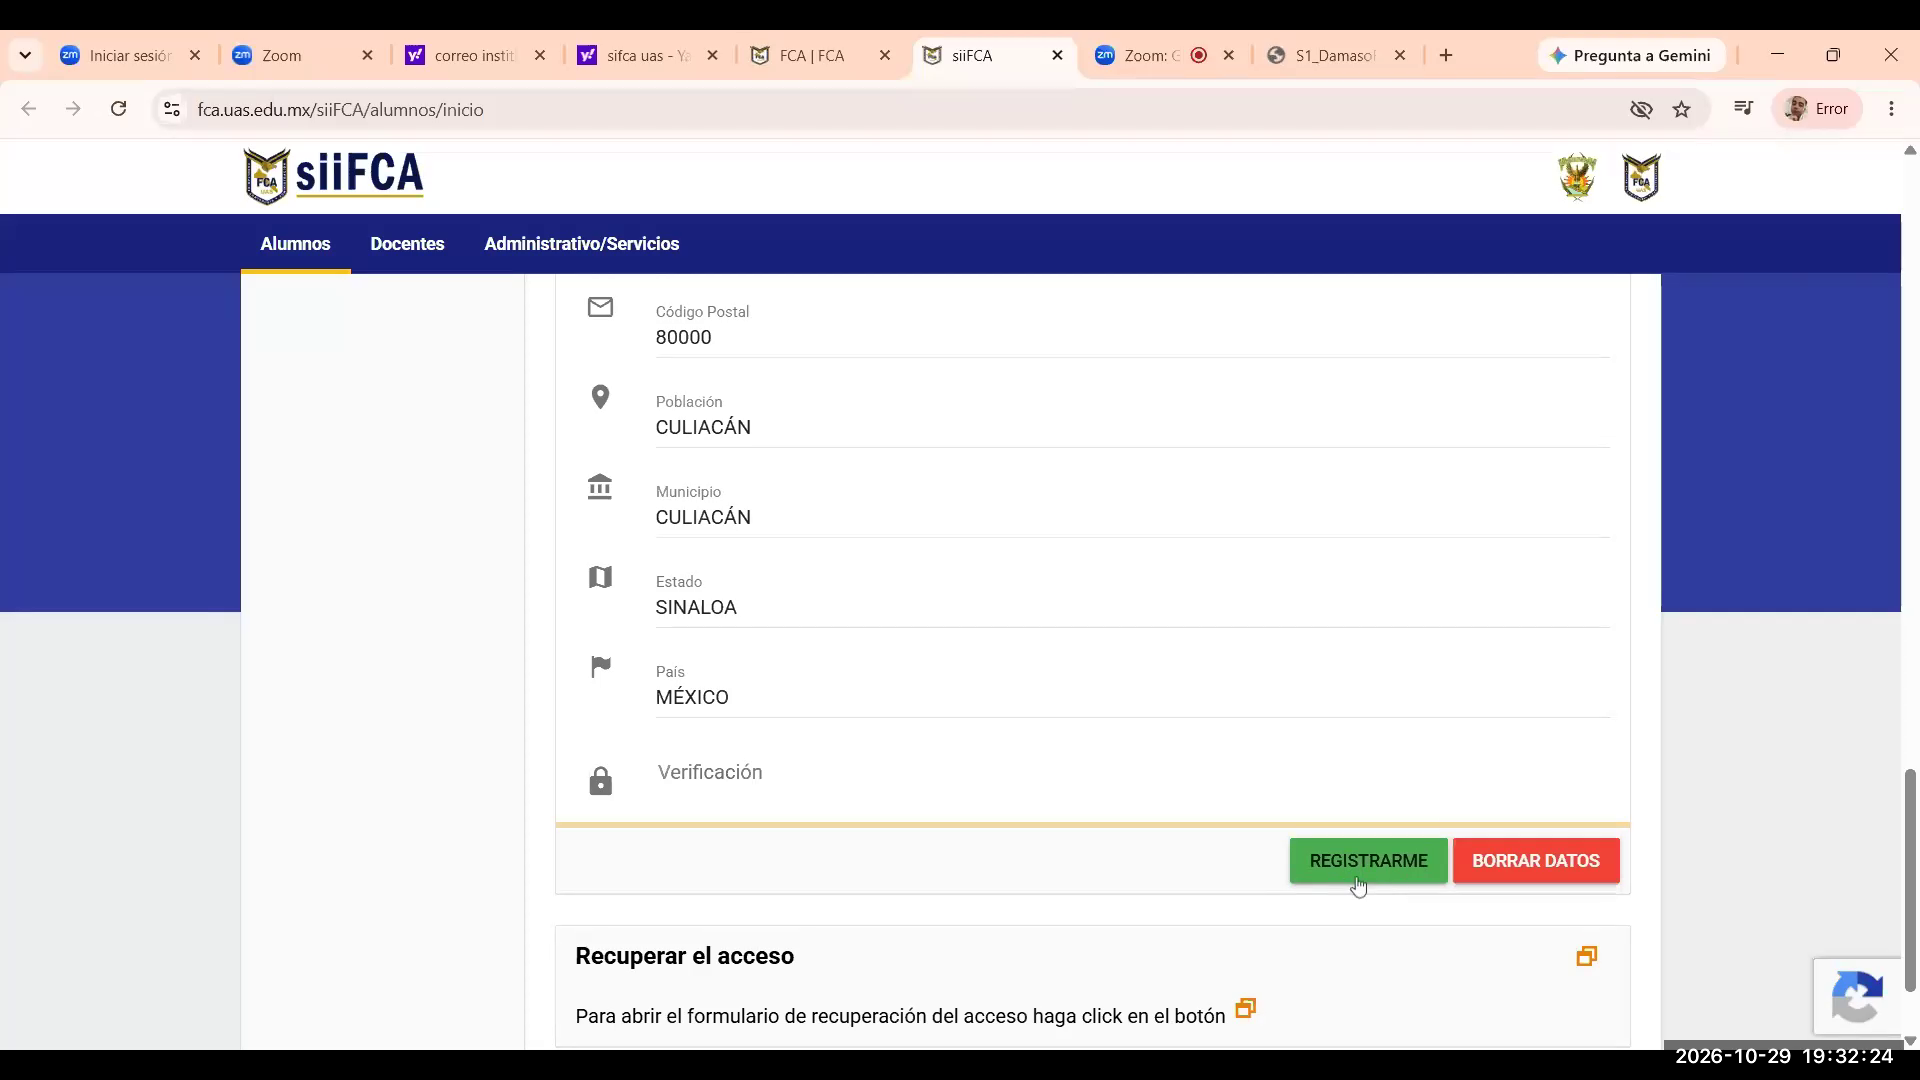 Iniciar sesión
Zoom
correo instit
sifca uas - Ya
FCA | FCA
siiFCA
Zoom: G
S1_Damaso
Pregunta a Gemini
fca.uas.edu.mx/siiFCA/alumnos/inicio
Error
FCA
UAS
siiFCA
FCA
Alumnos
Docentes
Administrativo/Servicios
Código Postal
80000
Población
CULIACÁN
Municipio
CULIACÁN
Estado
SINALOA
País
MÉXICO
Verificación
REGISTRARME
BORRAR DATOS
Recuperar el acceso
Para abrir el formulario de recuperación del acceso haga click en el botón
2026-10-29 19:32:24